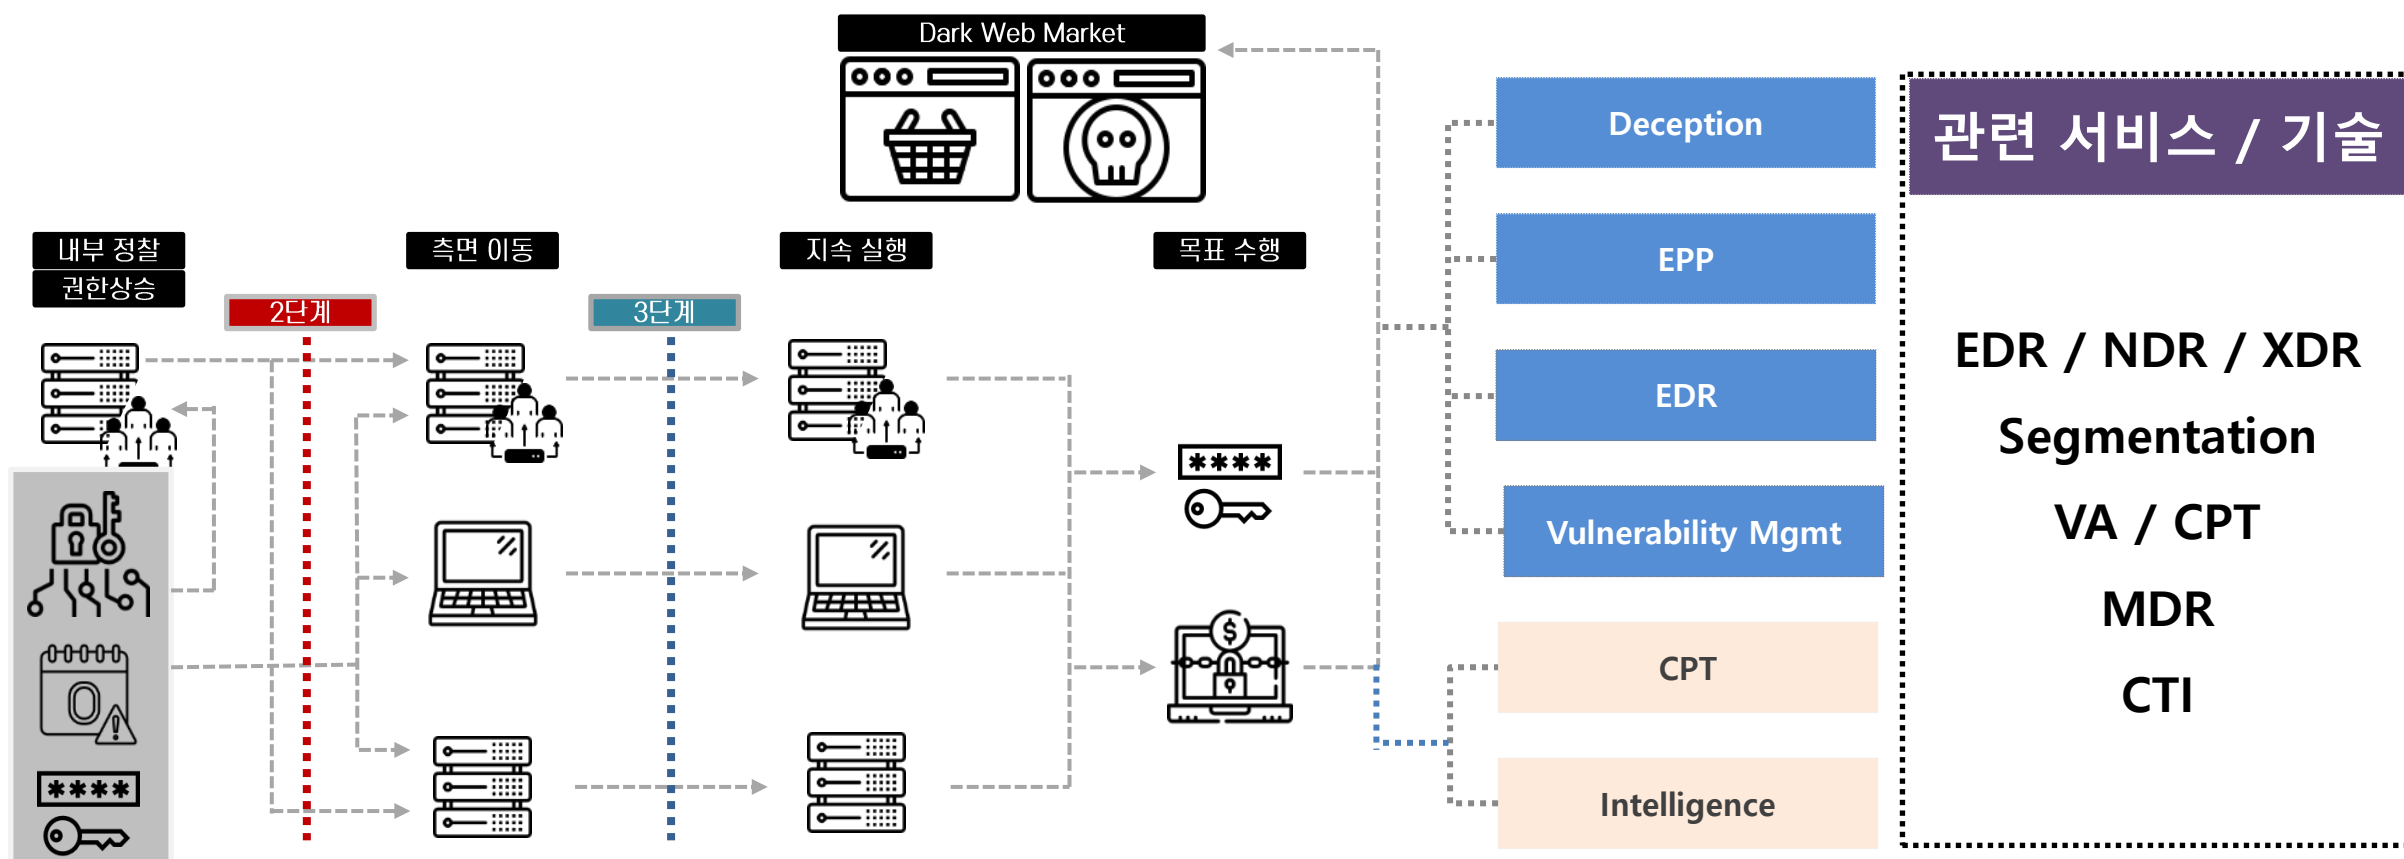 Dark Web Market
내부 정찰
권한상승
측면 이동
지속 실행
목표 수행
2단계
3단계
****
****
$
0
!
Deception
EPP
EDR
Vulnerability Mgmt
CPT
Intelligence
관련 서비스 / 기술
EDR / NDR / XDR
Segmentation
VA / CPT
MDR
CTI